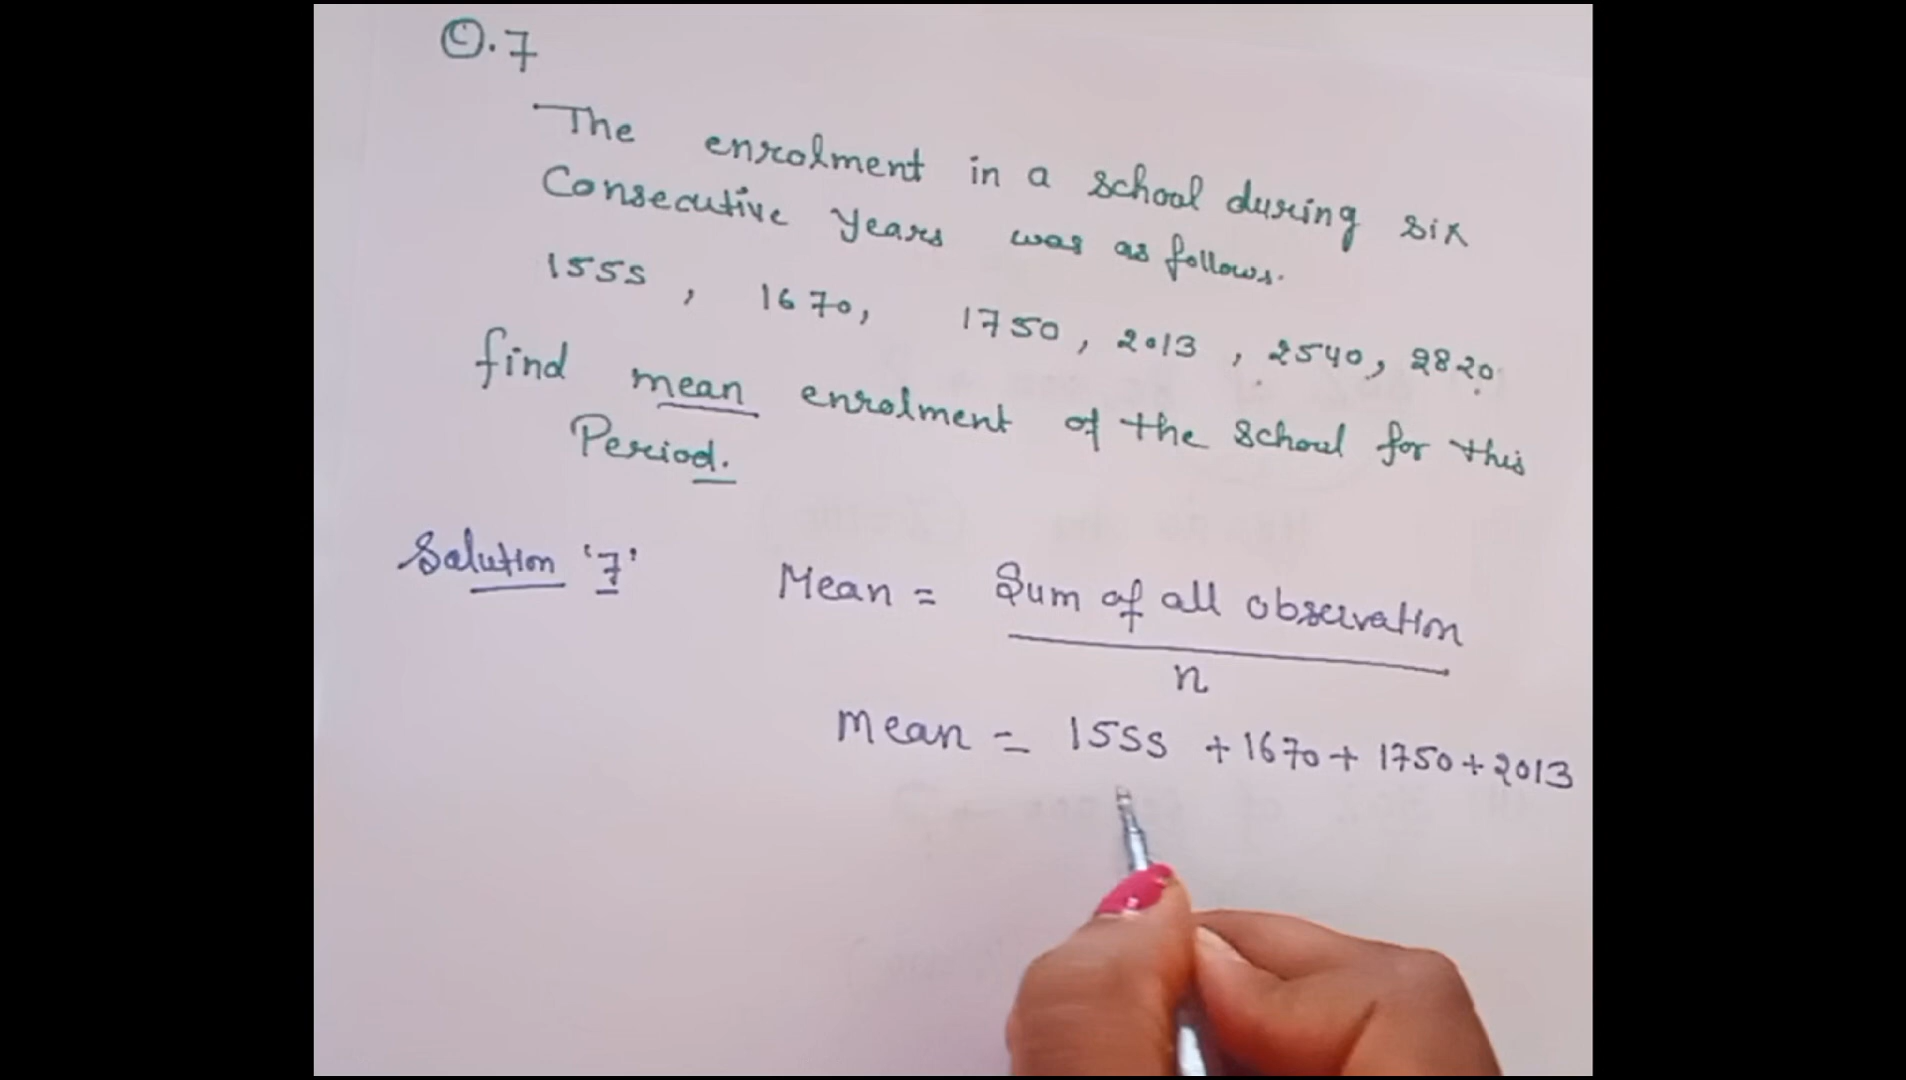 Q.7
The enrolment in a school during six
Consecutive years was as follows.
1555, 1670, 1750, 2013, 2540, 2820
find mean enrolment of the school for this
Period.
Solution '7' Mean = Sum of all observation
n
Mean = 1555 + 1670 + 1750 + 2013